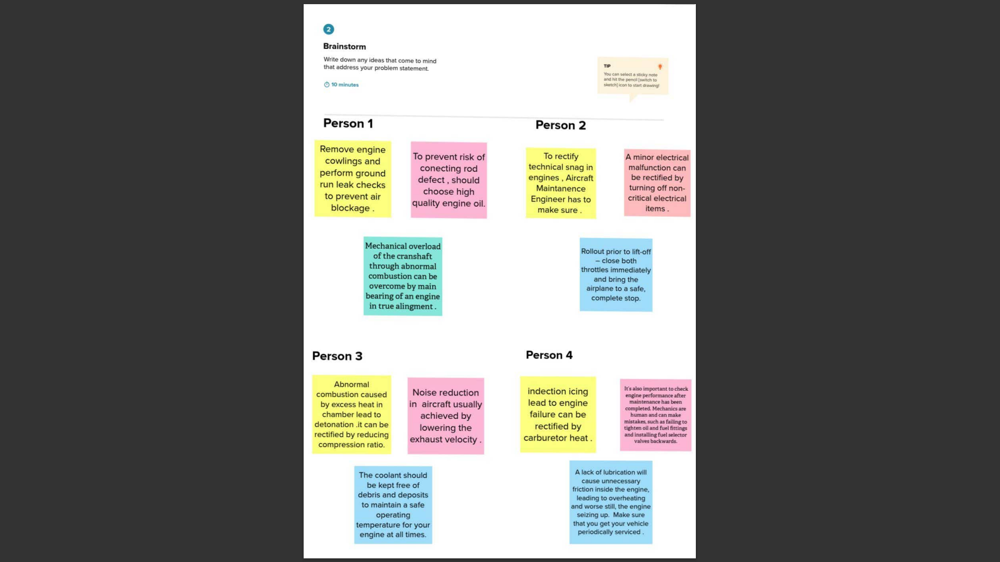 2
Brainstorm
Write down any ideas that come to mind
that address your problem statement.
10 minutes
TIP
You can select a sticky note
and hit the pencil [switch to
sketch] icon to start drawing!
Person 1
Remove engine
cowlings and
perform ground
run leak checks
to prevent air
blockage .
To prevent risk of
conecting rod
defect , should
choose high
quality engine oil.
Mechanical overload
of the cranshaft
through abnormal
combustion can be
overcome by main
bearing of an engine
in true alingment .
Person 2
To rectify
technical snag in
engines , Aircraft
Maintanence
Engineer has to
make sure .
A minor electrical
malfunction can
be rectified by
turning off non-
critical electrical
items .
Rollout prior to lift-off
– close both
throttles immediately
and bring the
airplane to a safe,
complete stop.
Person 3
Abnormal
combustion caused
by excess heat in
chamber lead to
detonation .it can be
rectified by reducing
compression ratio.
Noise reduction
in aircraft usually
achieved by
lowering the
exhaust velocity .
The coolant should
be kept free of
debris and deposits
to maintain a safe
operating
temperature for your
engine at all times.
Person 4
indection icing
lead to engine
failure can be
rectified by
carburetor heat .
It's also important to check
engine performance after
maintenance has been
completed. Mechanics are
human and can make
mistakes, such as failing to
tighten oil and fuel fittings
and installing fuel selector
valves backwards.
A lack of lubrication will
cause unnecessary
friction inside the engine,
leading to overheating
and worse still, the engine
seizing up. Make sure
that you get your vehicle
periodically serviced .